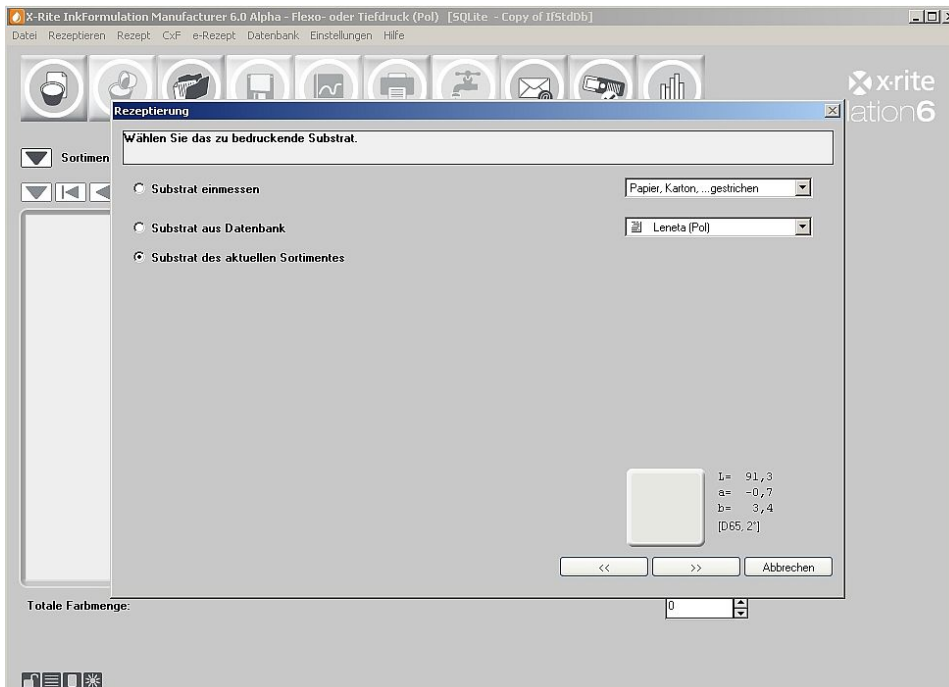 X-Rite InkFormulation Manufacturer 6.0 Alpha - Flexo- oder Tiefdruck (Pol) [SQLite - Copy of IfStdDb]
Datei Rezeptieren Rezept CxF e-Rezept Datenbank Einstellungen Hilfe
x·rite
lation6
Rezeptierung
Wählen Sie das zu bedruckende Substrat.
Sortimen
Substrat einmessen
Papier, Karton, ...gestrichen
Substrat aus Datenbank
Leneta (Pol)
Substrat des aktuellen Sortimentes
L= 91,3
a= -0,7
b= 3,4
[D65, 2°]
<< >> Abbrechen
Totale Farbmenge:
0